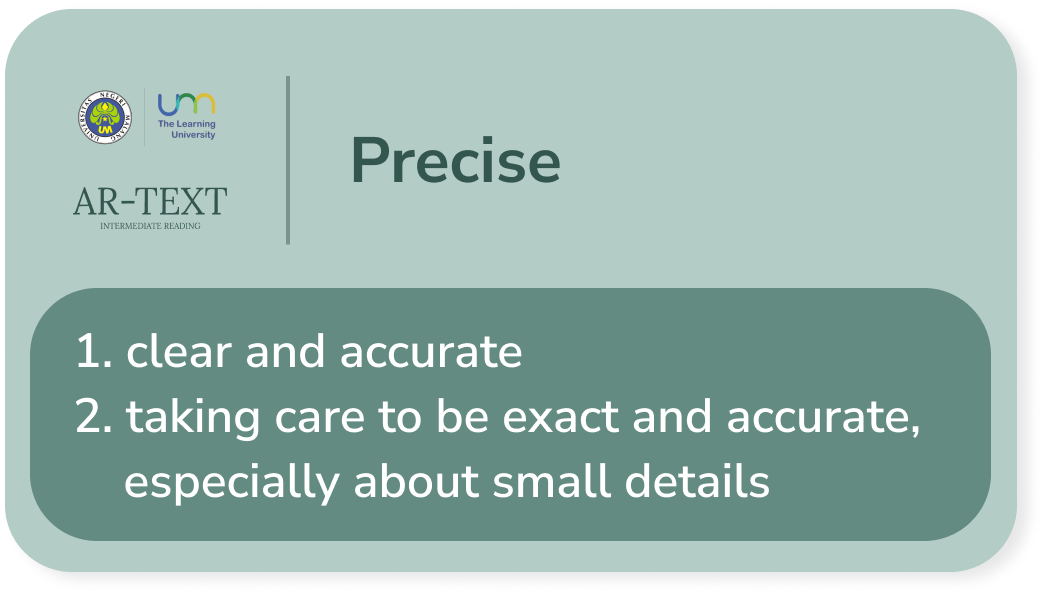 UNIVERSITAS NEGERI MALANG
UM
um
The Learning
University
AR-TEXT
INTERMEDIATE READING
Precise
1. clear and accurate
2. taking care to be exact and accurate,
especially about small details